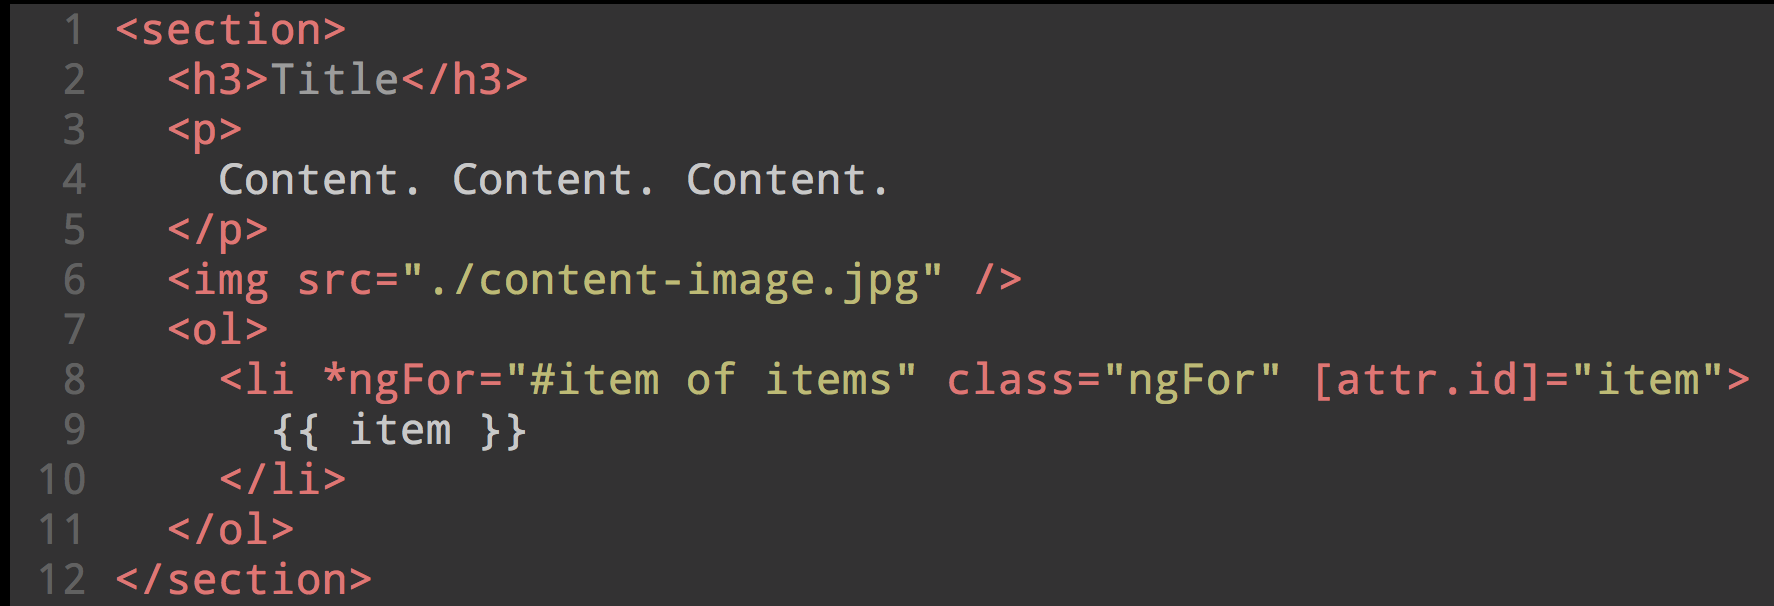 1 <section>
2   <h3>Title</h3>
3   <p>
4     Content. Content. Content.
5   </p>
6   <img src="./content-image.jpg" />
7   <ol>
8     <li *ngFor="#item of items" class="ngFor" [attr.id]="item">
9       {{ item }}
10     </li>
11   </ol>
12 </section>